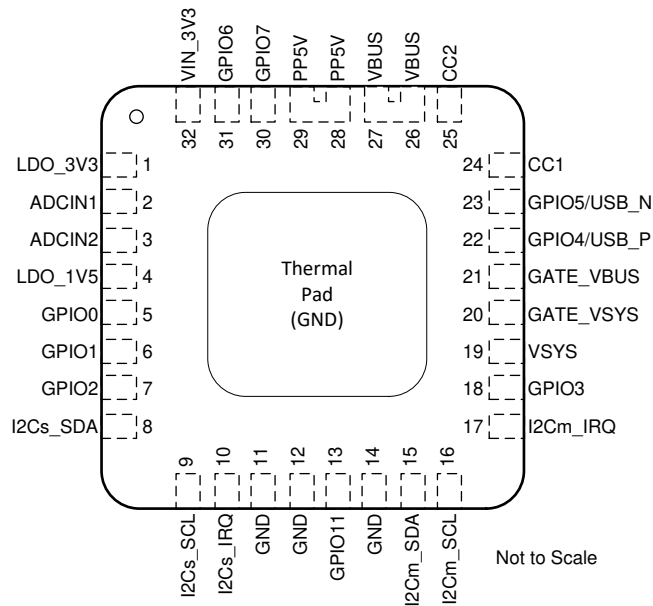 VIN_3V3
GPIO6
GPIO7
PP5V
PP5V
VBUS
VBUS
CC2
32
31
30
29
28
27
26
25
LDO_3V3 1
ADCIN1 2
ADCIN2 3
LDO_1V5 4
GPIO0 5
GPIO1 6
GPIO2 7
I2Cs_SDA 8
Thermal
Pad
(GND)
24 CC1
23 GPIO5/USB_N
22 GPIO4/USB_P
21 GATE_VBUS
20 GATE_VSYS
19 VSYS
18 GPIO3
17 I2Cm_IRQ
9
10
11
12
13
14
15
16
I2Cs_SCL
I2Cs_IRQ
GND
GND
GPIO11
GND
I2Cm_SDA
I2Cm_SCL
Not to Scale